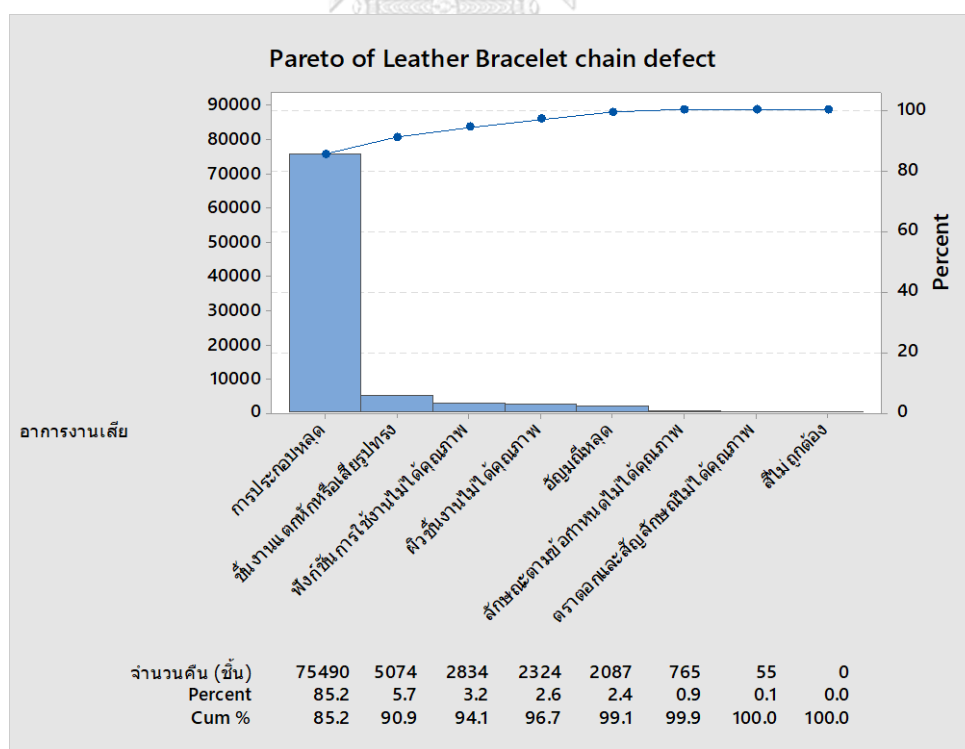 Pareto of Leather Bracelet chain defect
90000
80000
70000
60000
50000
40000
30000
20000
10000
0
100
80
60
40
20
0
Percent
อาการงานเสีย
การประกอบหลุด
ชิ้นงานแตกหักหรือเสียรูปทรง
ฟังก์ชันการใช้งานไม่ได้คุณภาพ
ผิวชิ้นงานไม่ได้คุณภาพ
อัญมณีหลุด
ลักษณะตามข้อกำหนดไม่ได้คุณภาพ
ตราตอกและสัญลักษณ์ไม่ได้คุณภาพ
สีไม่ถูกต้อง
จำนวนคืน (ชิ้น) 75490 5074 2834 2324 2087 765 55 0
Percent 85.2 5.7 3.2 2.6 2.4 0.9 0.1 0.0
Cum % 85.2 90.9 94.1 96.7 99.1 99.9 100.0 100.0